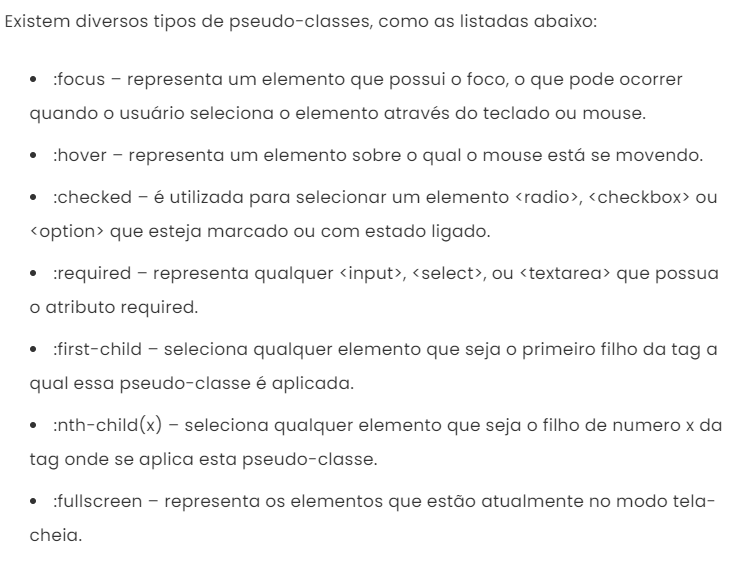 Existem diversos tipos de pseudo-classes, como as listadas abaixo:
• :focus – representa um elemento que possui o foco, o que pode ocorrer
quando o usuário seleciona o elemento através do teclado ou mouse.
• :hover – representa um elemento sobre o qual o mouse está se movendo.
• :checked – é utilizada para selecionar um elemento <radio>, <checkbox> ou
<option> que esteja marcado ou com estado ligado.
• :required – representa qualquer <input>, <select>, ou <textarea> que possua
o atributo required.
• :first-child – seleciona qualquer elemento que seja o primeiro filho da tag a
qual essa pseudo-classe é aplicada.
• :nth-child(x) – seleciona qualquer elemento que seja o filho de numero x da
tag onde se aplica esta pseudo-classe.
• :fullscreen – representa os elementos que estão atualmente no modo tela-
cheia.